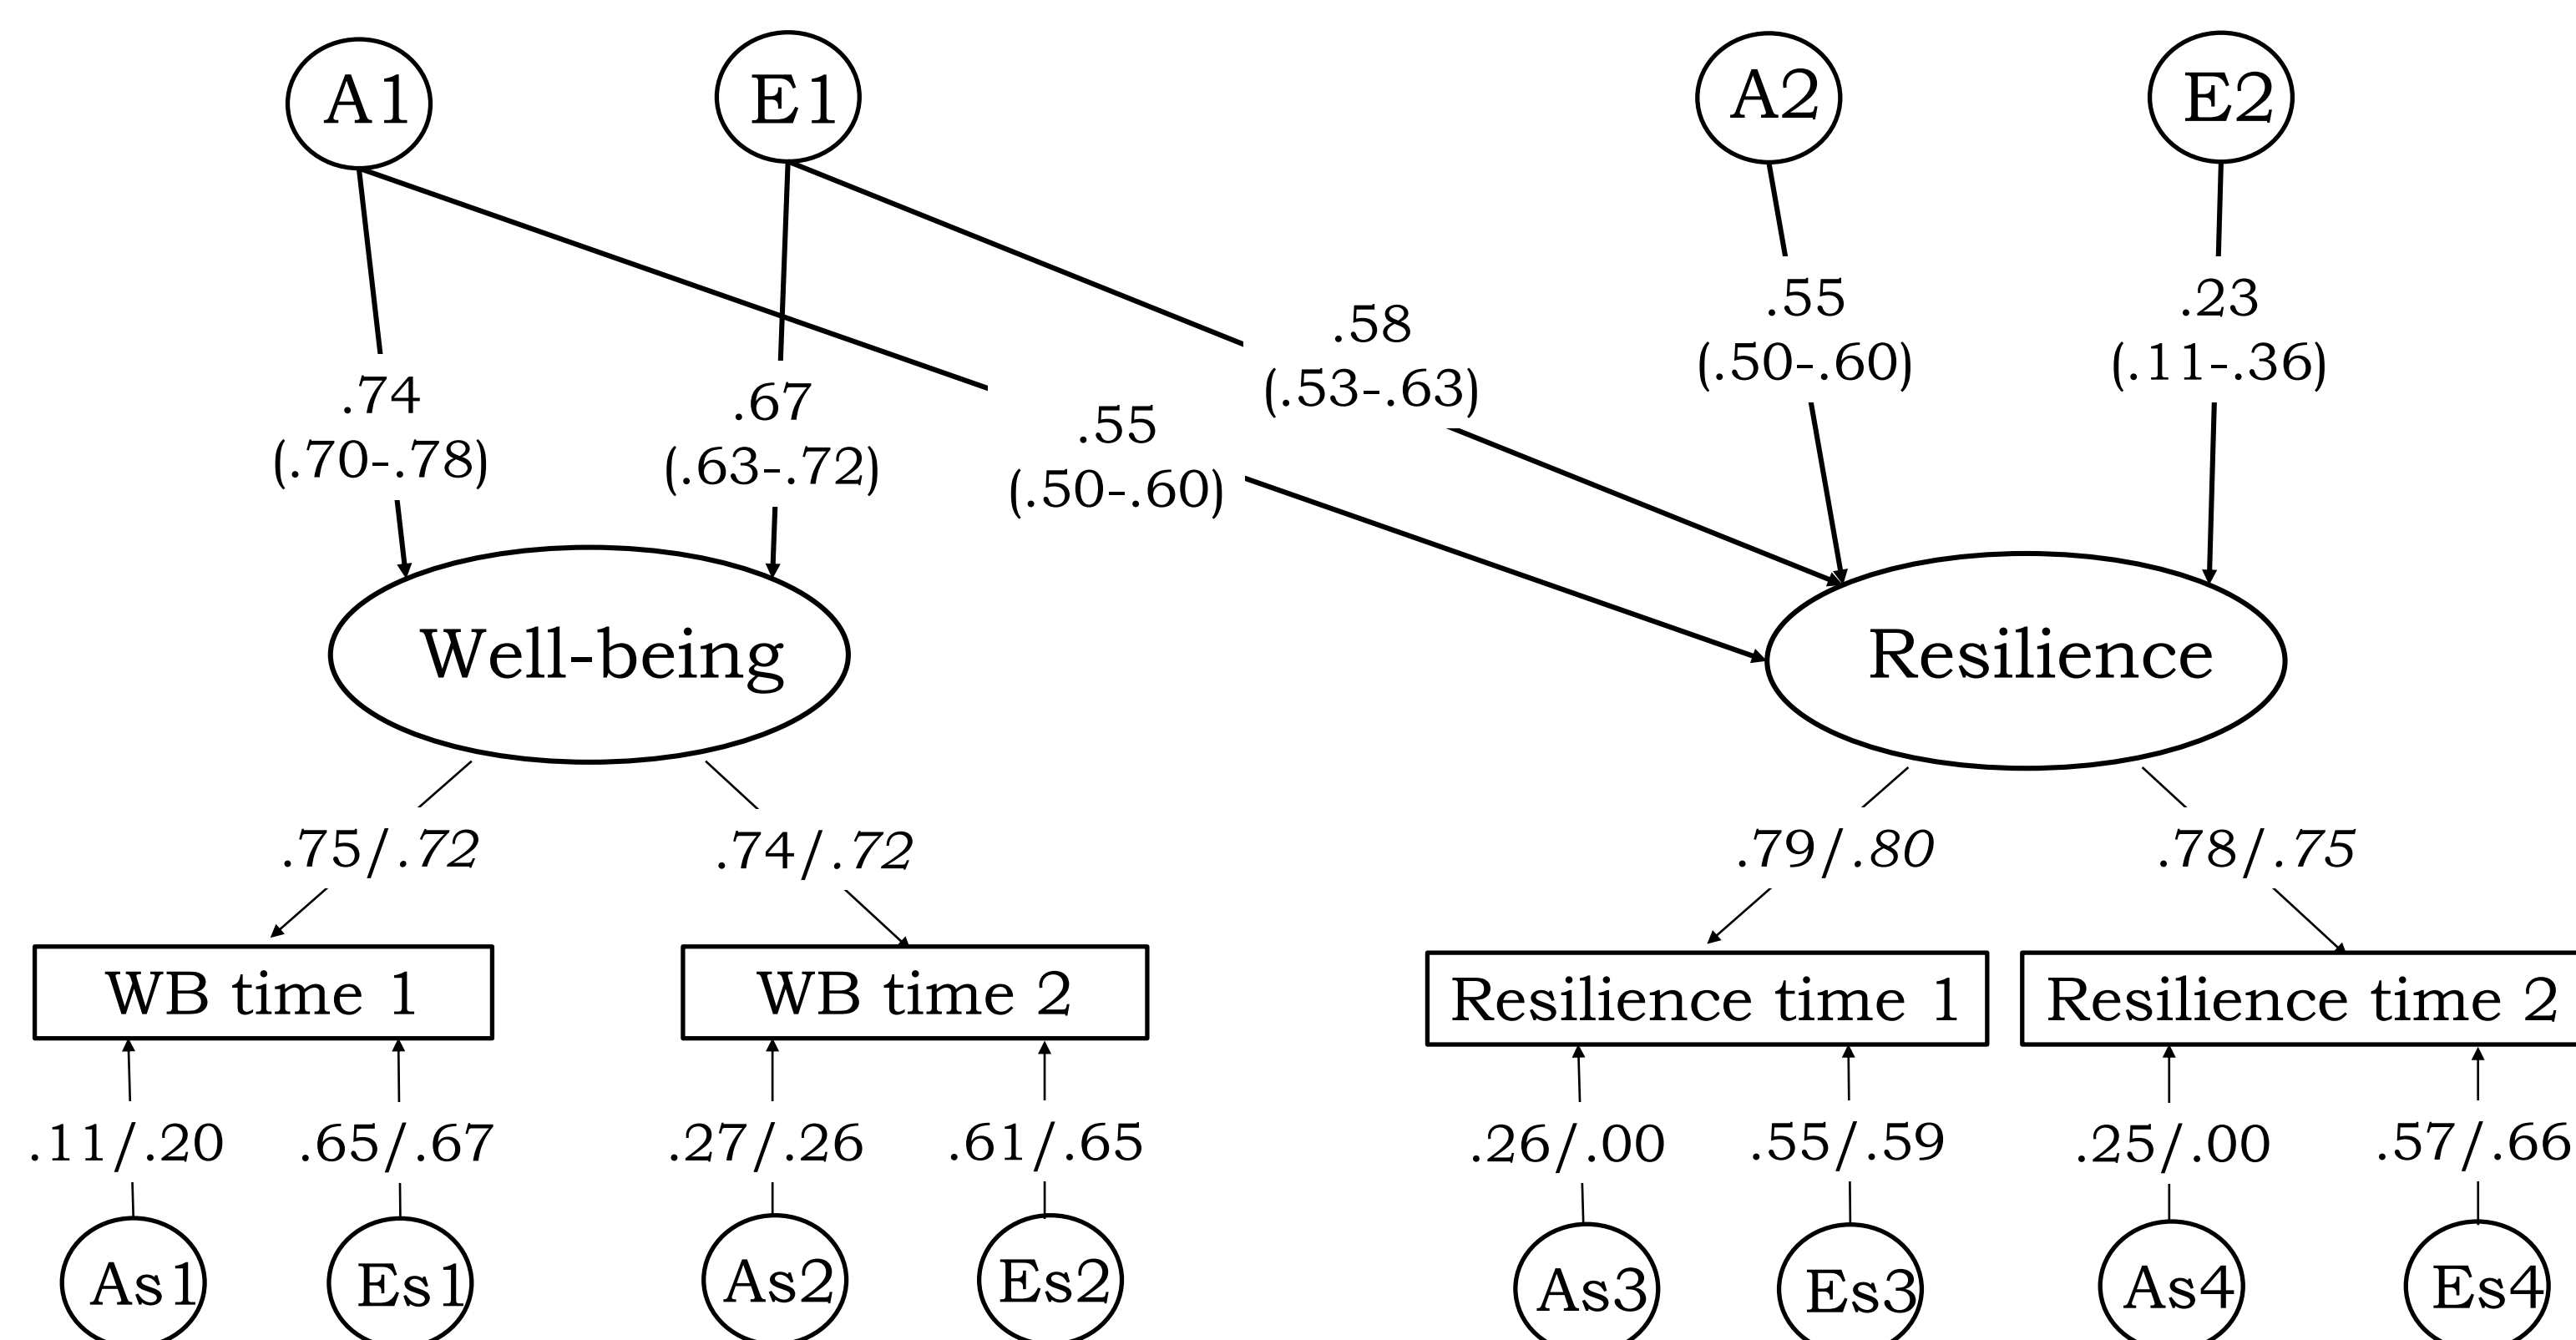 A1
E1
A2
E2
.74
(.70-.78)
.67
(.63-.72)
.55
(.50-.60)
.58
(.53-.63)
.55
(.50-.60)
.23
(.11-.36)
Well-being
Resilience
.75/.72
.74/.72
.79/.80
.78/.75
WB time 1
WB time 2
Resilience time 1
Resilience time 2
.11/.20
.65/.67
.27/.26
.61/.65
.26/.00
.55/.59
.25/.00
.57/.66
As1
Es1
As2
Es2
As3
Es3
As4
Es4